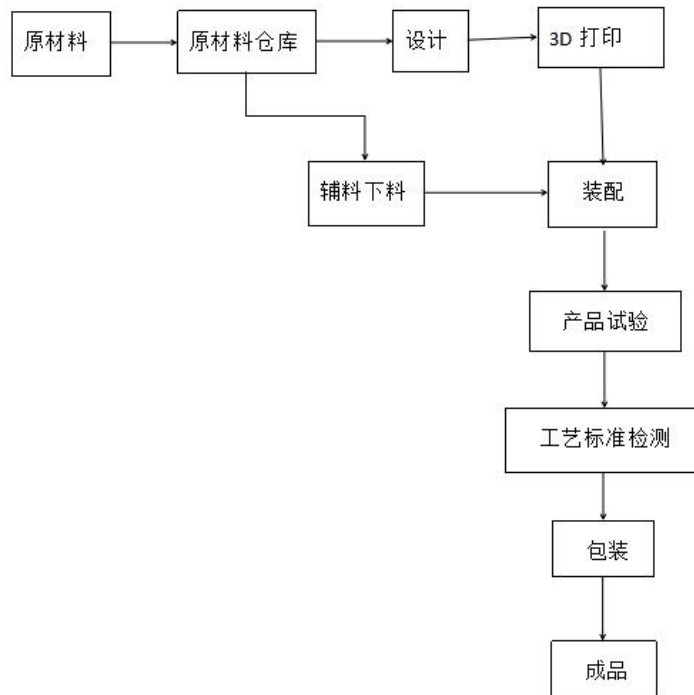 原材料
原材料仓库
设计
3D 打印
辅料下料
装配
产品试验
工艺标准检测
包装
成品